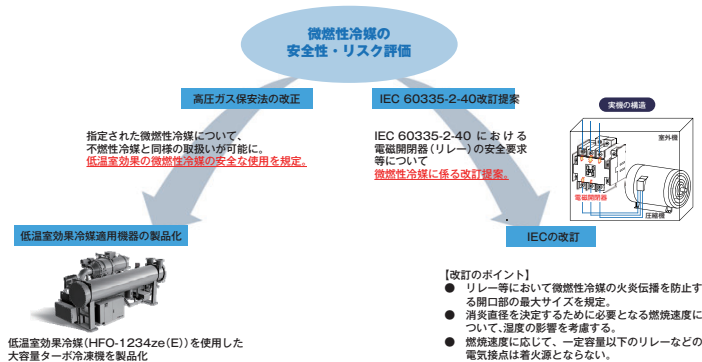 微燃性冷媒の
安全性・リスク評価
高圧ガス保安法の改正
IEC 60335-2-40改訂提案
指定された微燃性冷媒について、
不燃性冷媒と同様の取扱いが可能に。
低温室効果の微燃性冷媒の安全な使用を規定。
IEC 60335-2-40 における
電磁開閉器（リレー）の安全要求
等について
微燃性冷媒に係る改訂提案。
実機の構造
室外機
電磁開閉器
圧縮機
低温室効果冷媒適用機器の製品化
IECの改訂
低温室効果冷媒（HFO-1234ze（E））を使用した
大容量ターボ冷凍機を製品化
【改訂のポイント】
● リレー等において微燃性冷媒の火炎伝播を防止す
る開口部の最大サイズを規定。
● 消炎直径を決定するために必要となる燃焼速度に
ついて、湿度の影響を考慮する。
● 燃焼速度に応じて、一定容量以下のリレーなどの
電気接点は着火源とならない。